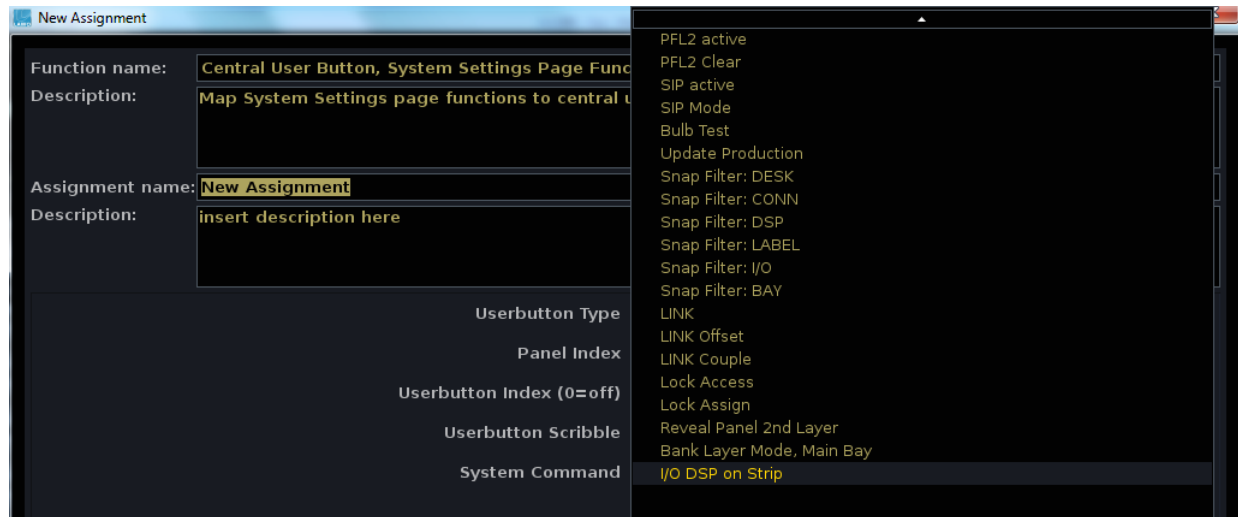 New Assignment
Function name:
Central User Button, System Settings Page Func
Description:
Map System Settings page functions to central
Assignment name:
New Assignment
Description:
insert description here
Userbutton Type
Panel Index
Userbutton Index (0=off)
Userbutton Scribble
System Command
PFL2 active
PFL2 Clear
SIP active
SIP Mode
Bulb Test
Update Production
Snap Filter: DESK
Snap Filter: CONN
Snap Filter: DSP
Snap Filter: LABEL
Snap Filter: I/O
Snap Filter: BAY
LINK
LINK Offset
LINK Couple
Lock Access
Lock Assign
Reveal Panel 2nd Layer
Bank Layer Mode, Main Bay
I/O DSP on Strip